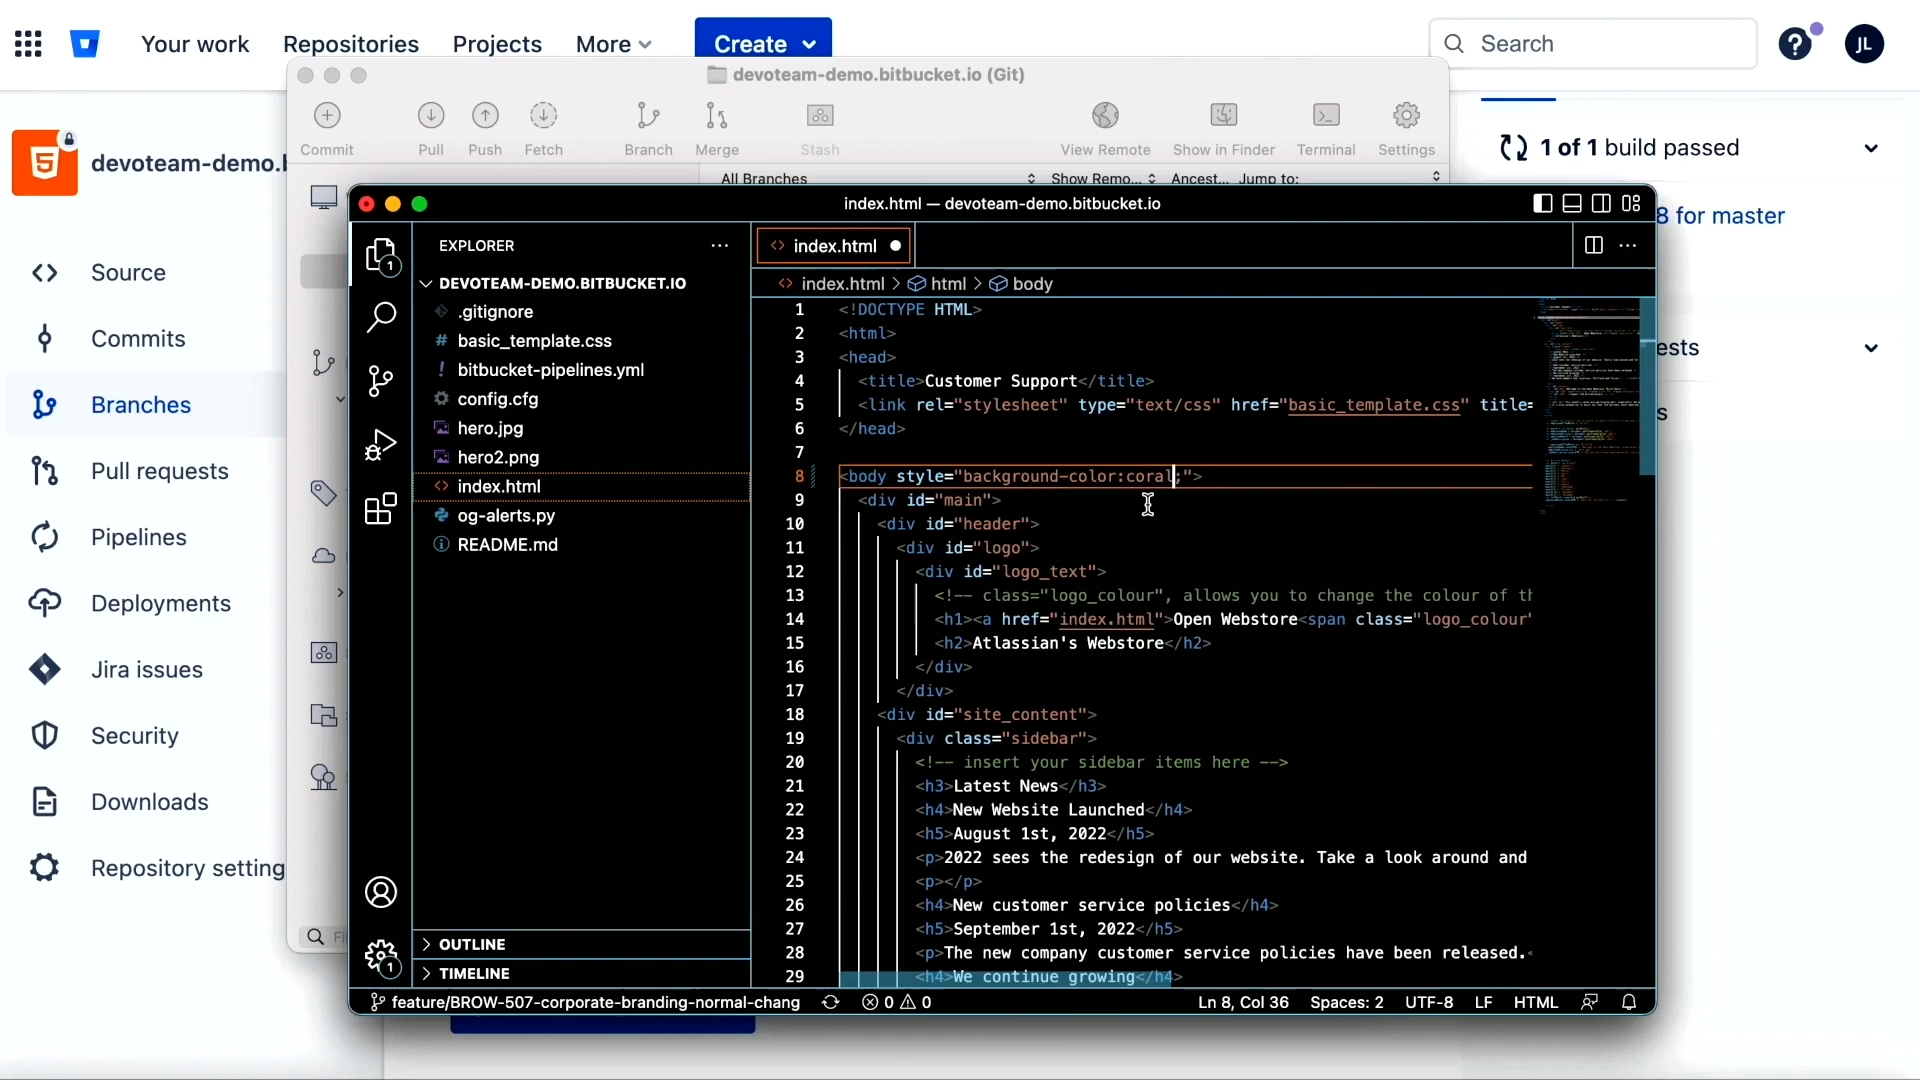 Your work
Repositories
Projects
More
Create
Search
JL
devoteam-demo.bitbucket.io (Git)
Commit
Pull
Push
Fetch
Branch
Merge
Stash
View Remote
Show in Finder
Terminal
Settings
All Branches
Show Remo...
Ancest...
Jump to:
devoteam-demo.
Source
Commits
Branches
Pull requests
Pipelines
Deployments
Jira issues
Security
Downloads
Repository setting
1 of 1 build passed
8 for master
ests
s
index.html — devoteam-demo.bitbucket.io
EXPLORER
1
DEVOTEAM-DEMO.BITBUCKET.IO
.gitignore
basic_template.css
bitbucket-pipelines.yml
config.cfg
hero.jpg
hero2.png
index.html
og-alerts.py
README.md
OUTLINE
TIMELINE
1
index.html
index.html > html > body
1 <!DOCTYPE HTML>
2 <html>
3 <head>
4 <title>Customer Support</title>
5 <link rel="stylesheet" type="text/css" href="basic_template.css" title=
6 </head>
7
8 <body style="background-color:coral;">
9 <div id="main">
10 <div id="header">
11 <div id="logo">
12 <div id="logo_text">
13 <!-- class="logo_colour", allows you to change the colour of th
14 <h1><a href="index.html">Open Webstore<span class="logo_colour"
15 <h2>Atlassian's Webstore</h2>
16 </div>
17 </div>
18 <div id="site_content">
19 <div class="sidebar">
20 <!-- insert your sidebar items here -->
21 <h3>Latest News</h3>
22 <h4>New Website Launched</h4>
23 <h5>August 1st, 2022</h5>
24 <p>2022 sees the redesign of our website. Take a look around and
25 <p></p>
26 <h4>New customer service policies</h4>
27 <h5>September 1st, 2022</h5>
28 <p>The new company customer service policies have been released.<
29 <h4>We continue growing</h4>
feature/BROW-507-corporate-branding-normal-chang
0
0
Ln 8, Col 36
Spaces: 2
UTF-8
LF
HTML